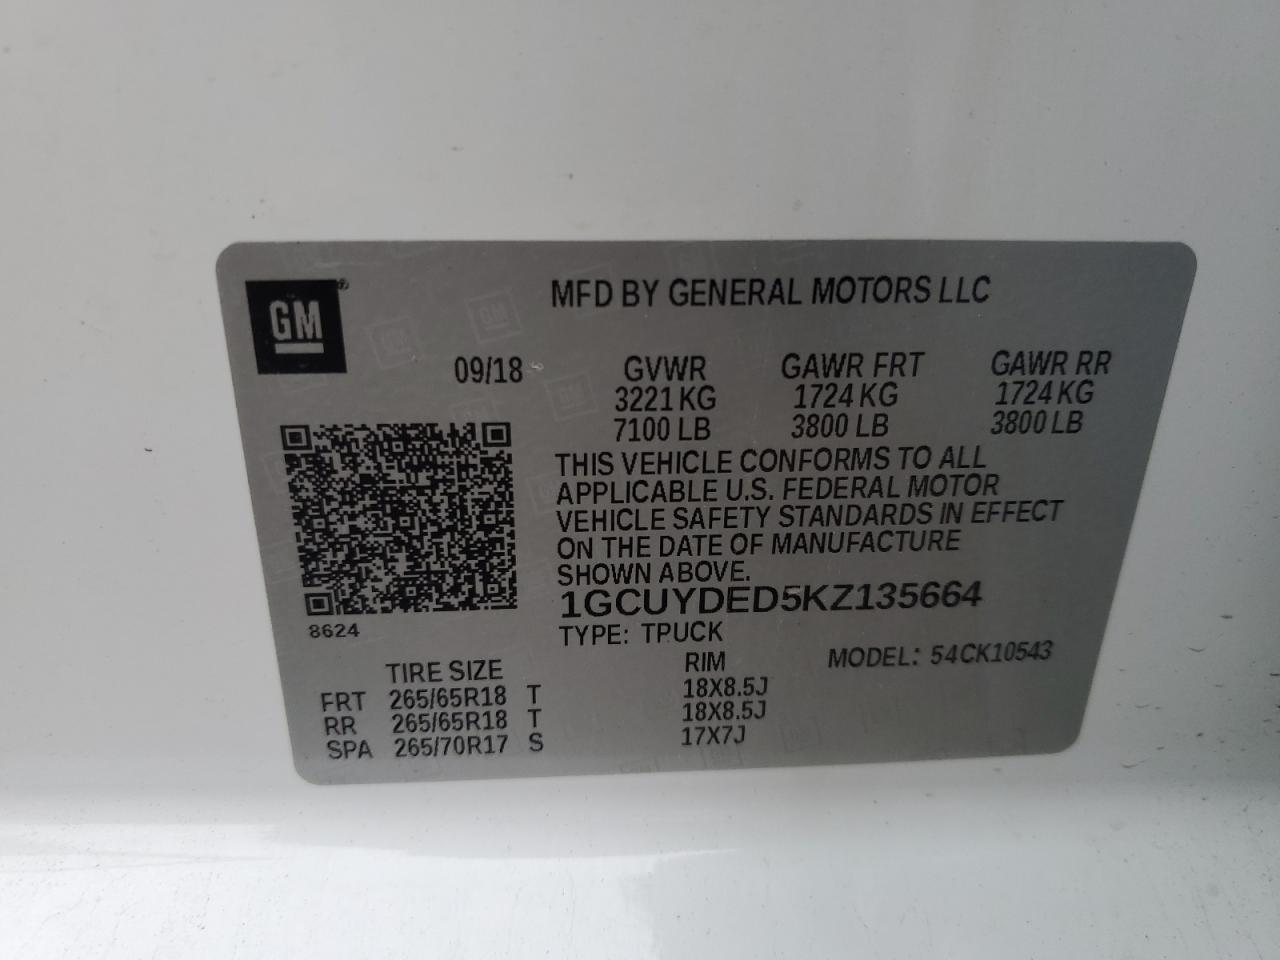 GM®
MFD BY GENERAL MOTORS LLC
09/18 GVWR GAWR FRT GAWR RR
3221 KG 1724 KG 1724 KG
7100 LB 3800 LB 3800 LB
THIS VEHICLE CONFORMS TO ALL
APPLICABLE U.S. FEDERAL MOTOR
VEHICLE SAFETY STANDARDS IN EFFECT
ON THE DATE OF MANUFACTURE
SHOWN ABOVE.
1GCUYDED5KZ135664
8624
TYPE: TRUCK
MODEL: 54CK10543
TIRE SIZE RIM
FRT 265/65R18 T 18X8.5J
RR 265/65R18 T 18X8.5J
SPA 265/70R17 S 17X7J